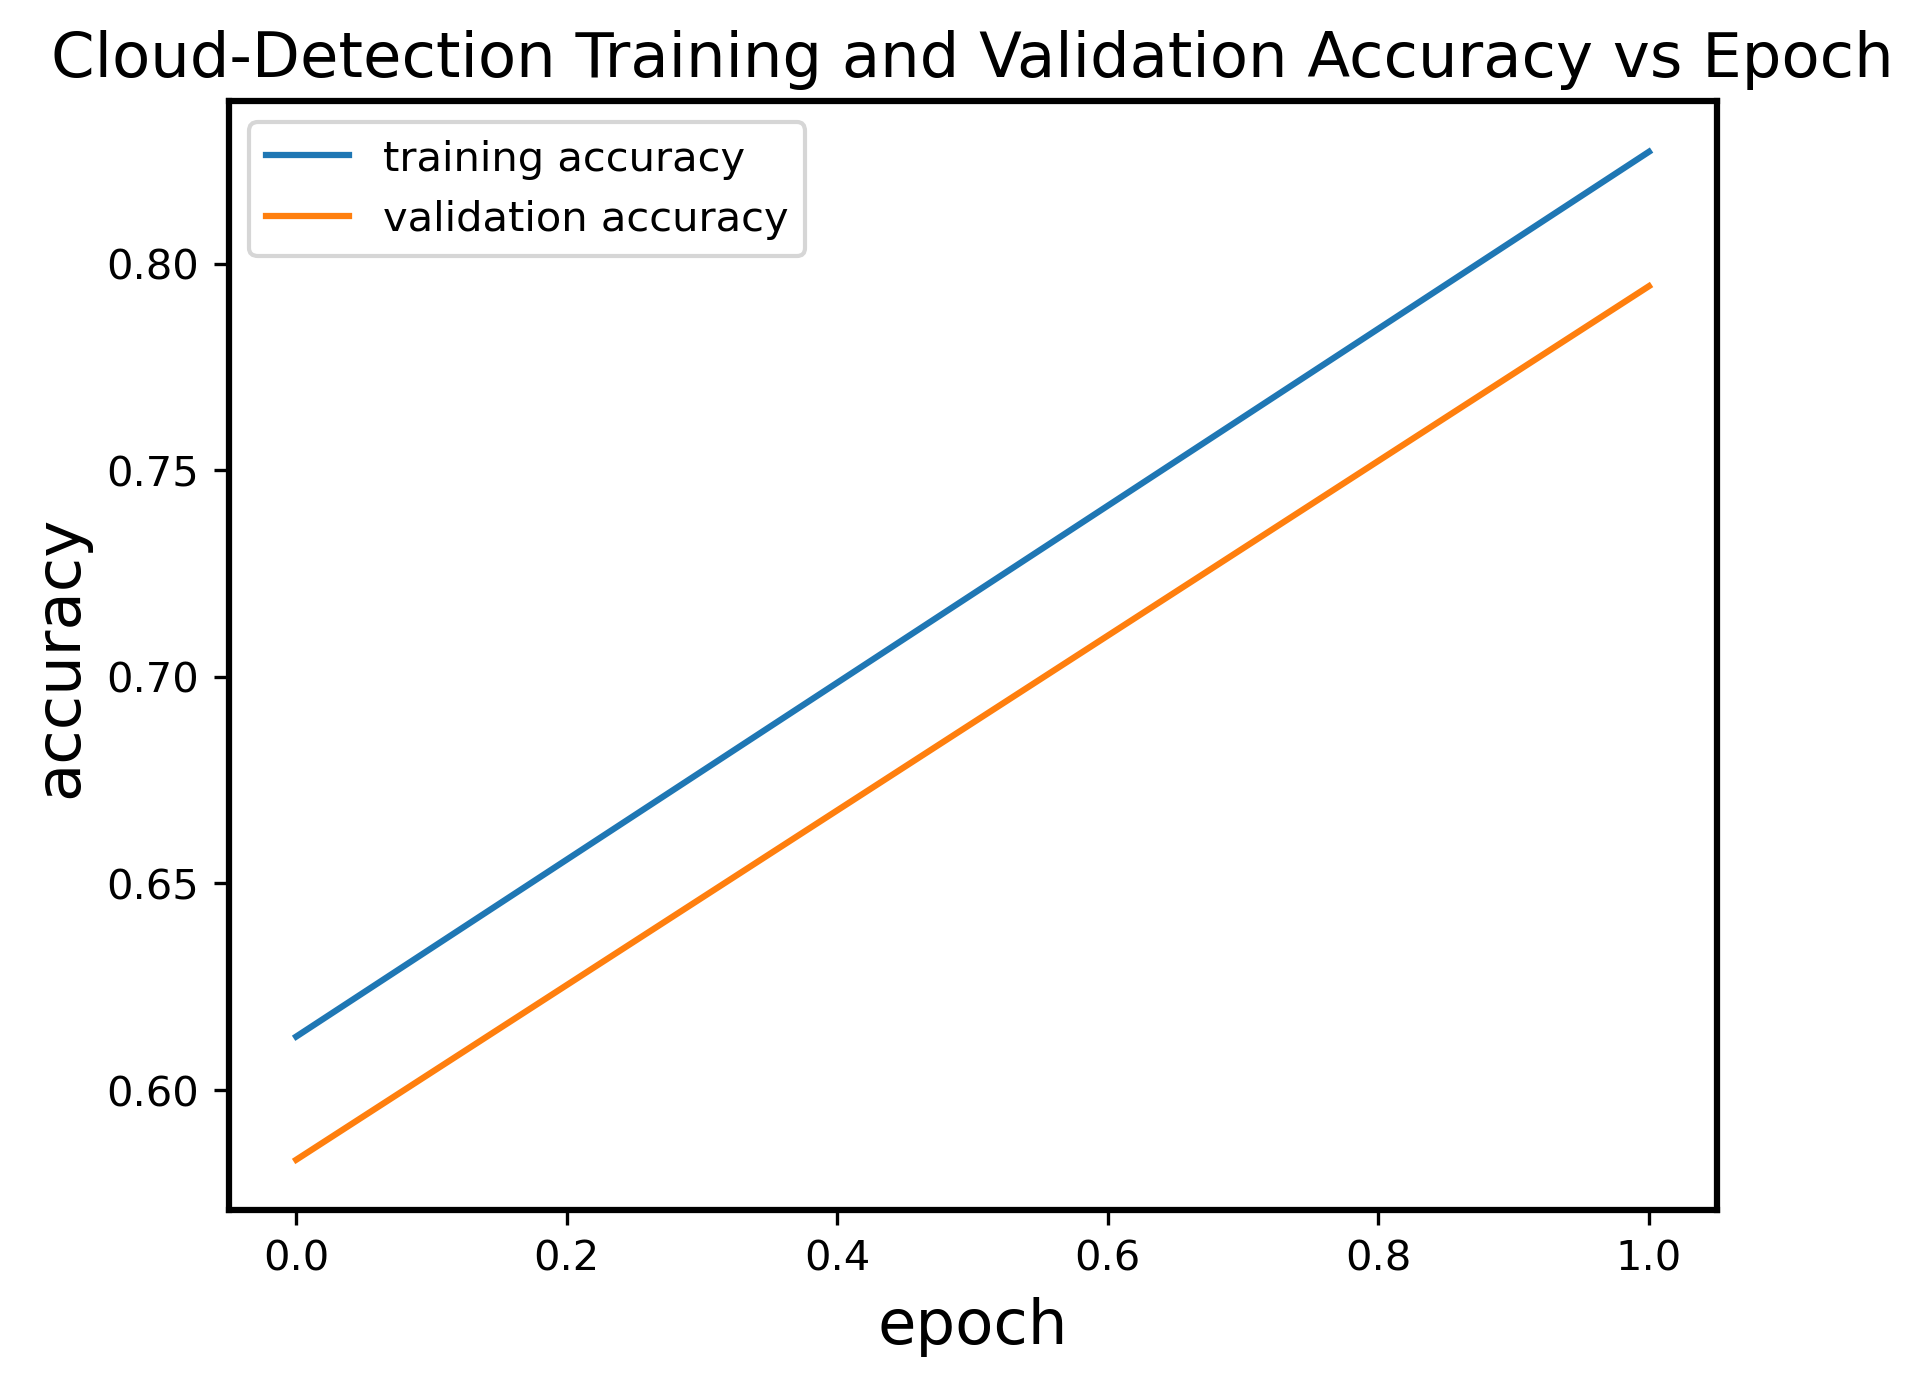 Cloud-Detection Training and Validation Accuracy vs Epoch
training accuracy
validation accuracy
0.80
0.75
0.70
0.65
0.60
accuracy
0.0 0.2 0.4 0.6 0.8 1.0
epoch